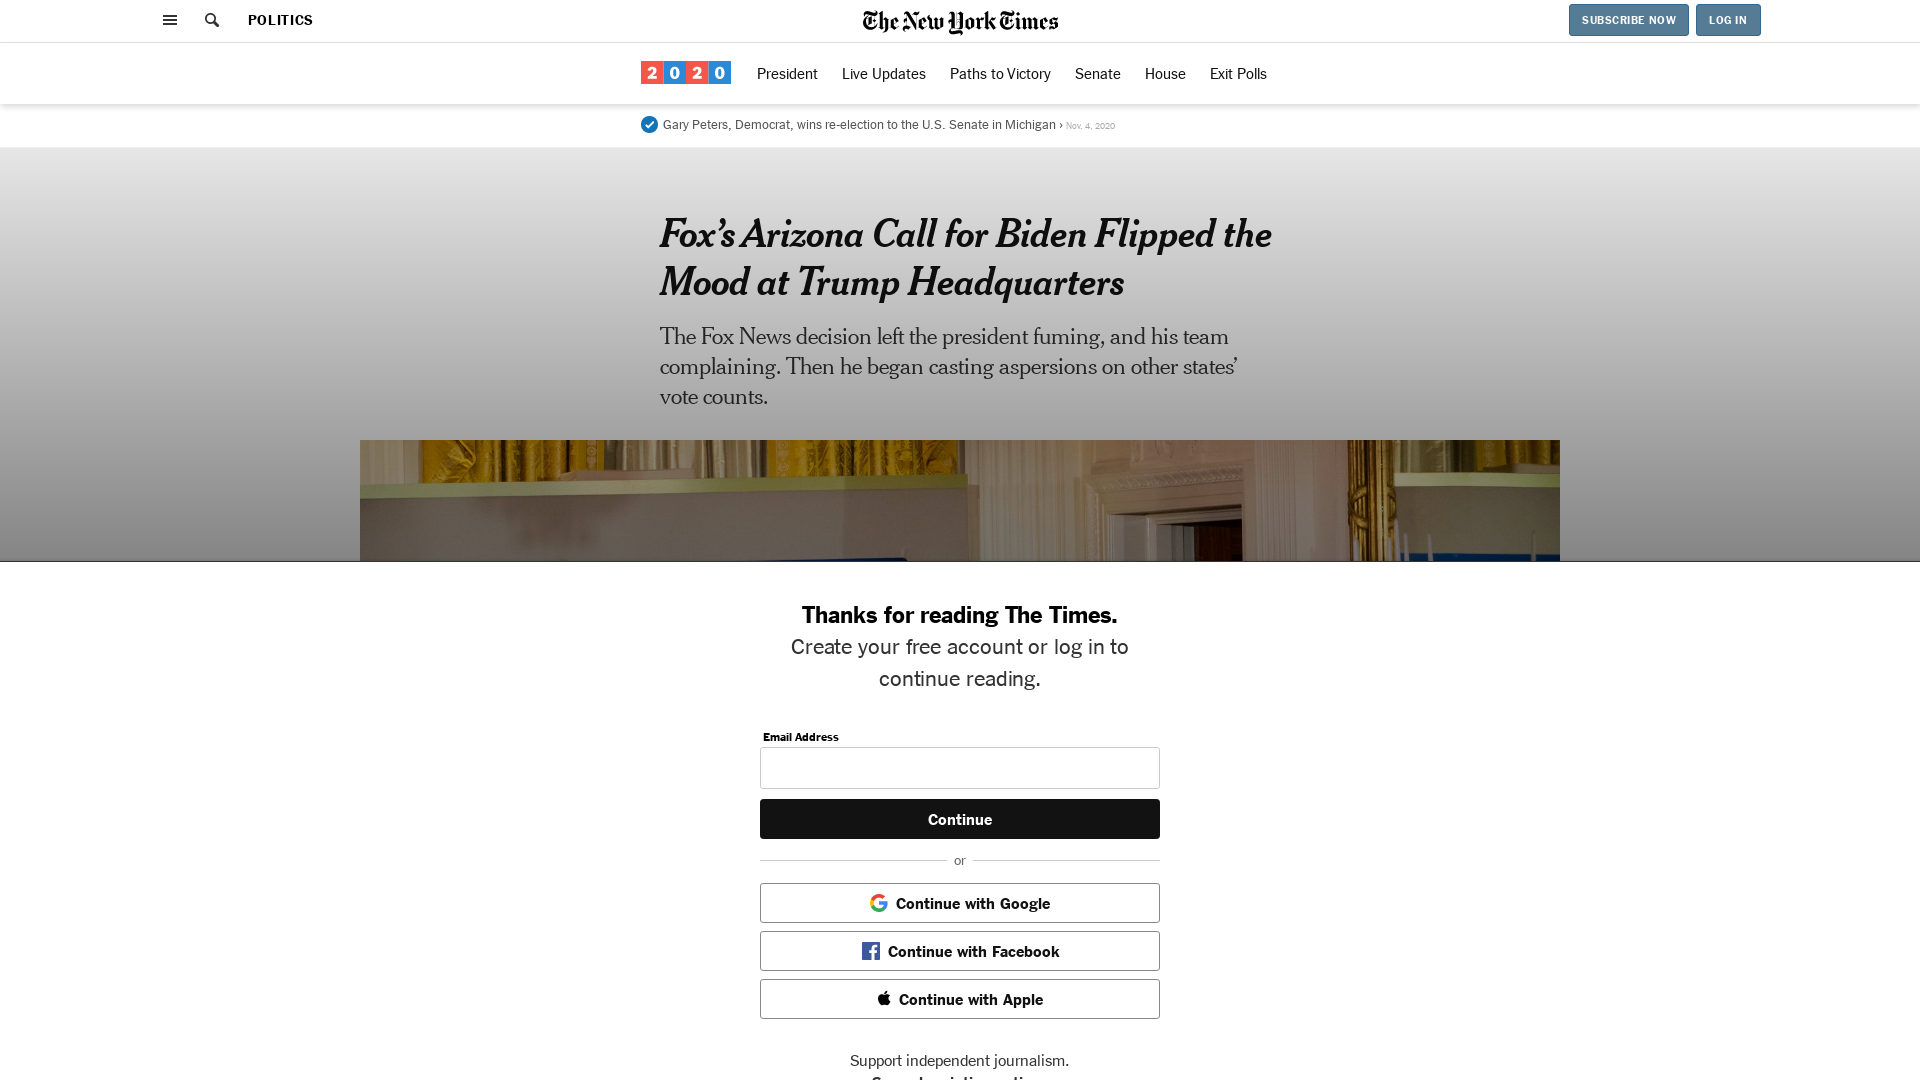 POLITICS
The New York Times
SUBSCRIBE NOW
LOG IN
2020
President
Live Updates
Paths to Victory
Senate
House
Exit Polls
Gary Peters, Democrat, wins re-election to the U.S. Senate in Michigan › Nov. 4, 2020
Fox’s Arizona Call for Biden Flipped the
Mood at Trump Headquarters
The Fox News decision left the president fuming, and his team
complaining. Then he began casting aspersions on other states’
vote counts.
Thanks for reading The Times.
Create your free account or log in to
continue reading.
Email Address
Continue
or
Continue with Google
Continue with Facebook
Continue with Apple
Support independent journalism.